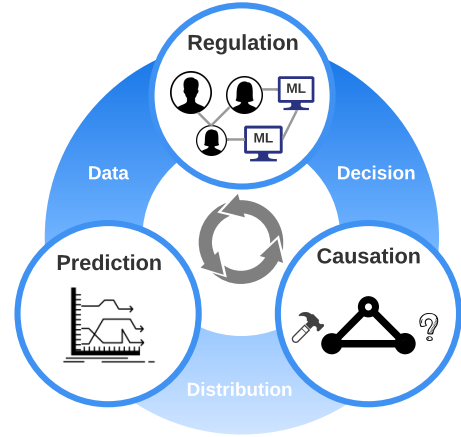 Regulation
ML
ML
Data
Decision
Prediction
Causation
?
Distribution